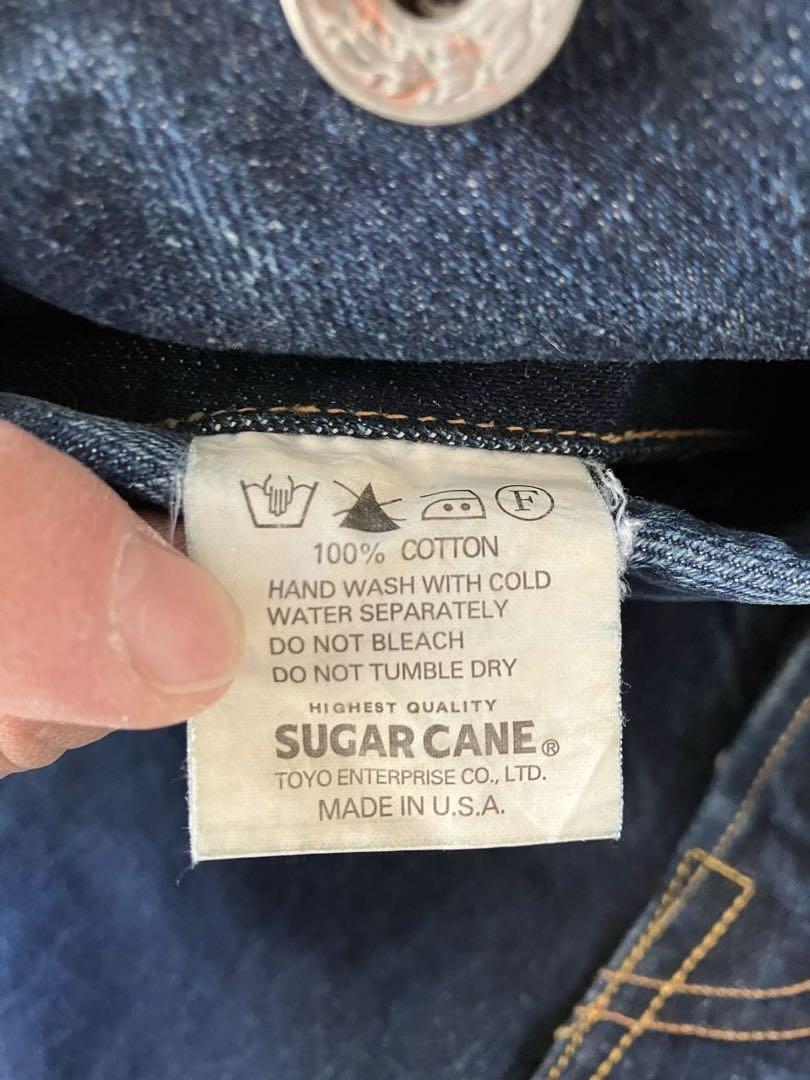 F
100% COTTON
HAND WASH WITH COLD
WATER SEPARATELY
DO NOT BLEACH
DO NOT TUMBLE DRY
HIGHEST QUALITY
SUGAR CANE®
TOYO ENTERPRISE CO., LTD.
MADE IN U.S.A.